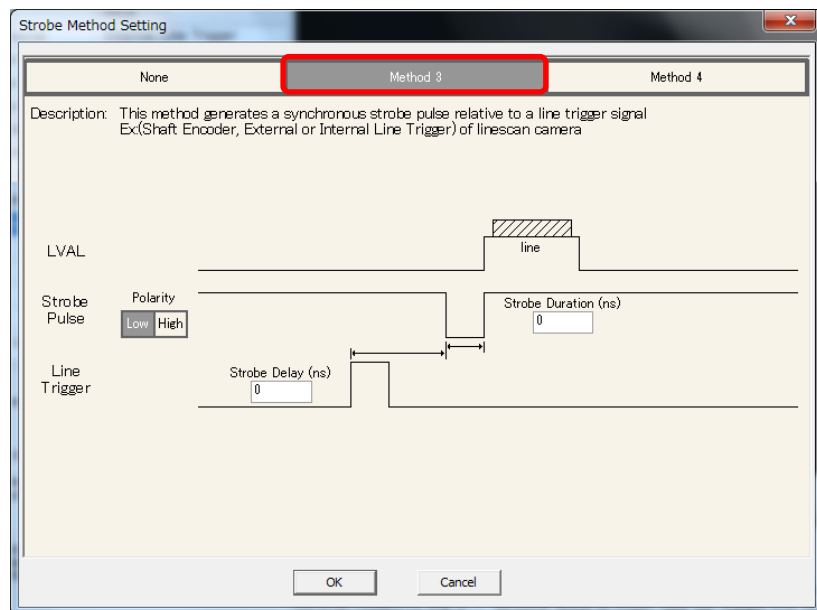 Strobe Method Setting
None
Method 3
Method 4
Description: This method generates a synchronous strobe pulse relative to a line trigger signal
Ex:(Shaft Encoder, External or Internal Line Trigger) of linescan camera
LVAL
line
Strobe Pulse
Polarity
Low High
Strobe Duration (ns)
0
Line Trigger
Strobe Delay (ns)
0
OK
Cancel